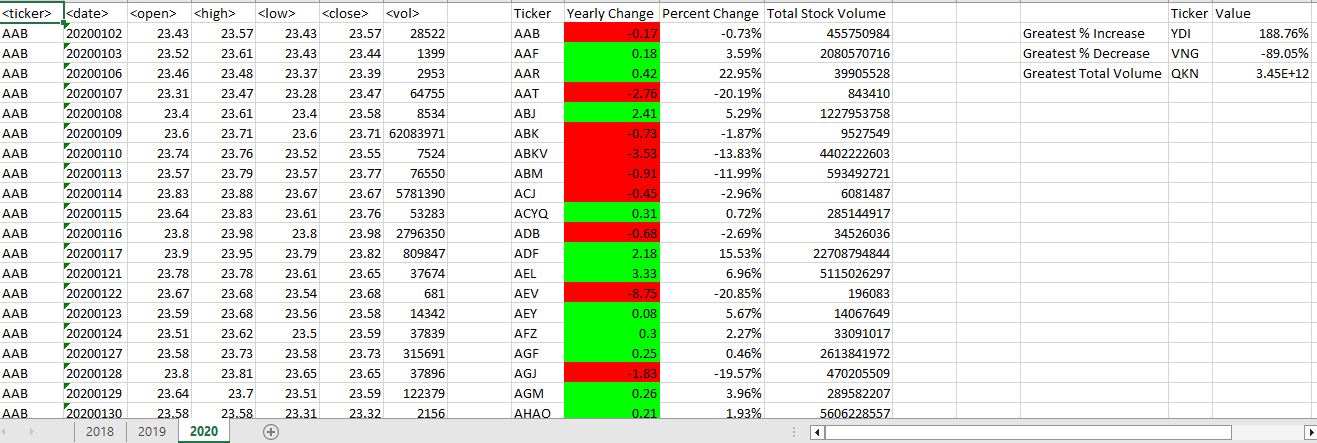 <ticker> <date> <open> <high> <low> <close> <vol> Ticker Yearly Change Percent Change Total Stock Volume Ticker Value
AAB 20200102 23.43 23.57 23.43 23.57 28522 AAB -0.17 -0.73% 455750984 Greatest % Increase YDI 188.76%
AAB 20200103 23.52 23.61 23.43 23.44 1399 AAF 0.18 3.59% 2080570716 Greatest % Decrease VNG -89.05%
AAB 20200106 23.46 23.48 23.37 23.39 2953 AAR 0.42 22.95% 39905528 Greatest Total Volume QKN 3.45E+12
AAB 20200107 23.31 23.47 23.28 23.47 64755 AAT -2.76 -20.19% 843410
AAB 20200108 23.4 23.61 23.4 23.58 8534 ABJ 2.41 5.29% 1227953758
AAB 20200109 23.6 23.71 23.6 23.71 62083971 ABK -0.73 -1.87% 9527549
AAB 20200110 23.74 23.76 23.52 23.55 7524 ABKV -3.53 -13.83% 4402222603
AAB 20200113 23.57 23.79 23.57 23.77 76550 ABM -0.91 -11.99% 593492721
AAB 20200114 23.83 23.88 23.67 23.67 5781390 ACJ -0.45 -2.96% 6081487
AAB 20200115 23.64 23.83 23.61 23.76 53283 ACYQ 0.31 0.72% 285144917
AAB 20200116 23.8 23.98 23.8 23.98 2796350 ADB -0.68 -2.69% 34526036
AAB 20200117 23.9 23.95 23.79 23.82 809847 ADF 2.18 15.53% 22708794844
AAB 20200121 23.78 23.78 23.61 23.65 37674 AEL 3.33 6.96% 5115026297
AAB 20200122 23.67 23.68 23.54 23.68 681 AEV -8.75 -20.85% 196083
AAB 20200123 23.59 23.68 23.56 23.58 14342 AEY 0.08 5.67% 14067649
AAB 20200124 23.51 23.62 23.5 23.59 37839 AFZ 0.3 2.27% 33091017
AAB 20200127 23.58 23.73 23.58 23.73 315691 AGF 0.25 0.46% 2613841972
AAB 20200128 23.8 23.81 23.65 23.65 37896 AGJ -1.83 -19.57% 470205509
AAB 20200129 23.64 23.7 23.51 23.59 122379 AGM 0.26 3.96% 289582207
AAB 20200130 23.58 23.58 23.31 23.32 2156 AHAO 0.21 1.93% 5606228557
2018 2019 2020